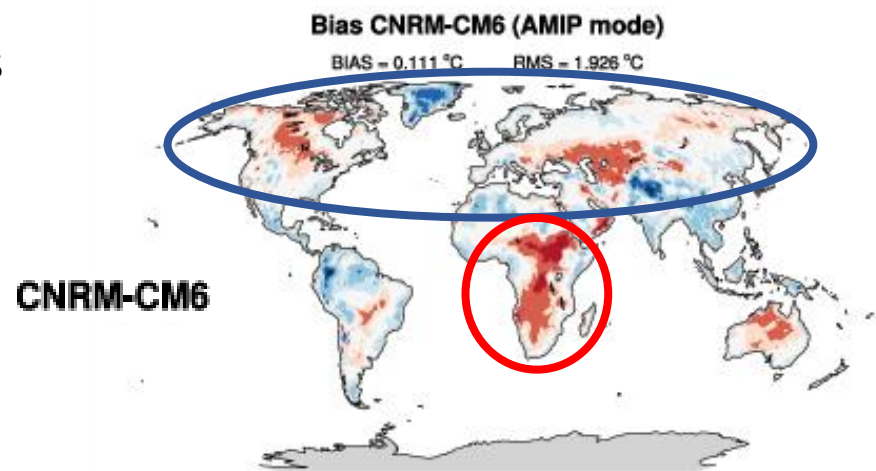 Bias CNRM-CM6 (AMIP mode)
BIAS = 0.111 °C RMS = 1.926 °C
CNRM-CM6